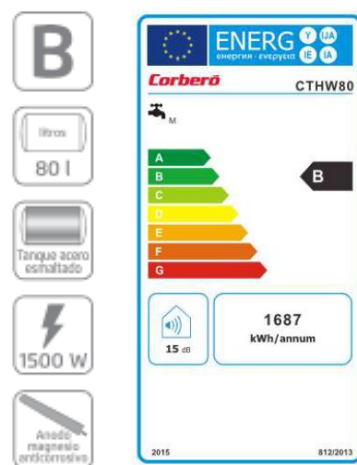 B
litros
80 l
Tanque acero
esmaltado
1500 W
Anodo
magnesio
anticorrosivo
ENERG
енергия · ενεργεια
Y IJA
IE IA
Corberó
CTHW80
M
A
B
C
D
E
F
G
B
15 dB
1687
kWh/annum
2015
812/2013